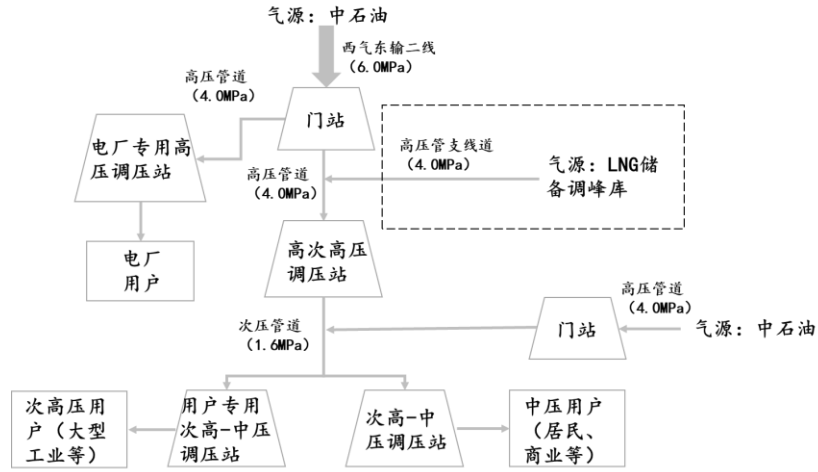 气源：中石油
西气东输二线
（6.0MPa）
高压管道
（4.0MPa）
门站
电厂专用高
压调压站
高压管支线道
（4.0MPa）
气源：LNG储
备调峰库
高压管道
（4.0MPa）
电厂
用户
高次高压
调压站
高压管道
（4.0MPa）
次压管道
（1.6MPa）
门站
气源：中石油
次高压用
户（大型
工业等）
用户专用
次高-中压
调压站
次高-中
压调压站
中压用户
（居民、
商业等）